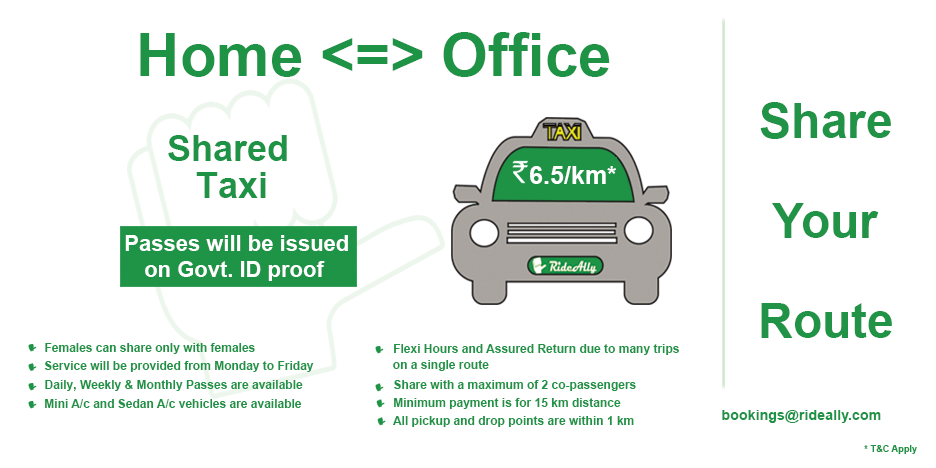 Home <=> Office
Shared
Taxi
Passes will be issued
on Govt. ID proof
TAXI
₹6.5/km*
RideAlly
Females can share only with females
Service will be provided from Monday to Friday
Daily, Weekly & Monthly Passes are available
Mini A/c and Sedan A/c vehicles are available
Flexi Hours and Assured Return due to many trips
on a single route
Share with a maximum of 2 co-passengers
Minimum payment is for 15 km distance
All pickup and drop points are within 1 km
Share
Your
Route
bookings@rideally.com
* T&C Apply